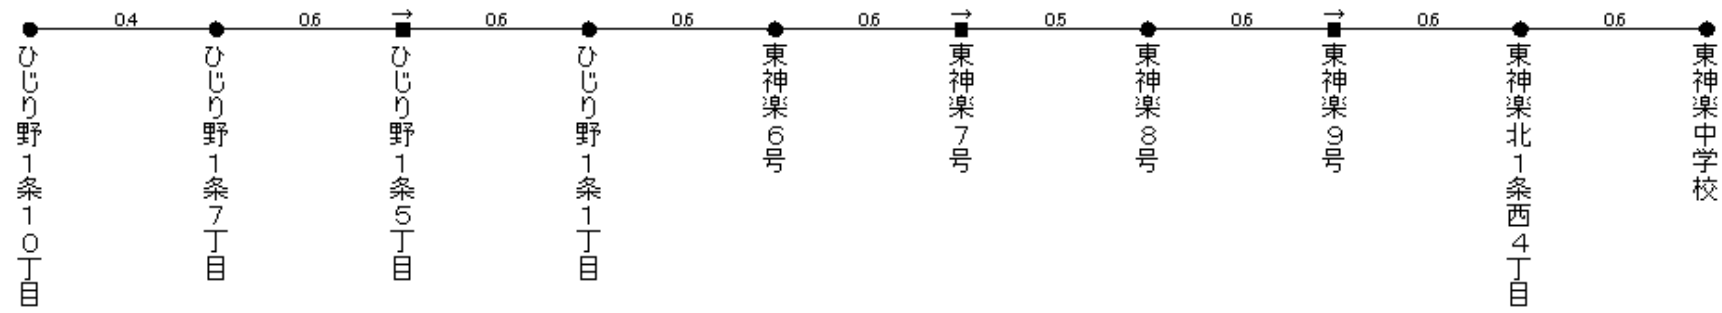 0.4 0.6 → 0.6 0.6 0.6 → 0.5 0.6 → 0.6 0.6
ひじり野1条10丁目
ひじり野1条7丁目
ひじり野1条5丁目
ひじり野1条1丁目
東神楽6号
東神楽7号
東神楽8号
東神楽9号
東神楽北1条西4丁目
東神楽中学校